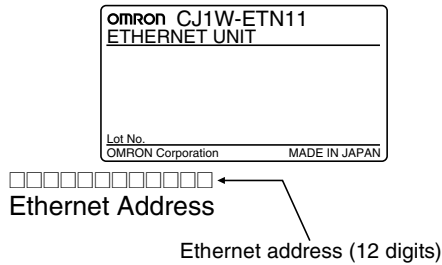 OMRON CJ1W-ETN11
ETHERNET UNIT
Lot No.
OMRON Corporation MADE IN JAPAN
□□□□□□□□□□□□
Ethernet Address
Ethernet address (12 digits)